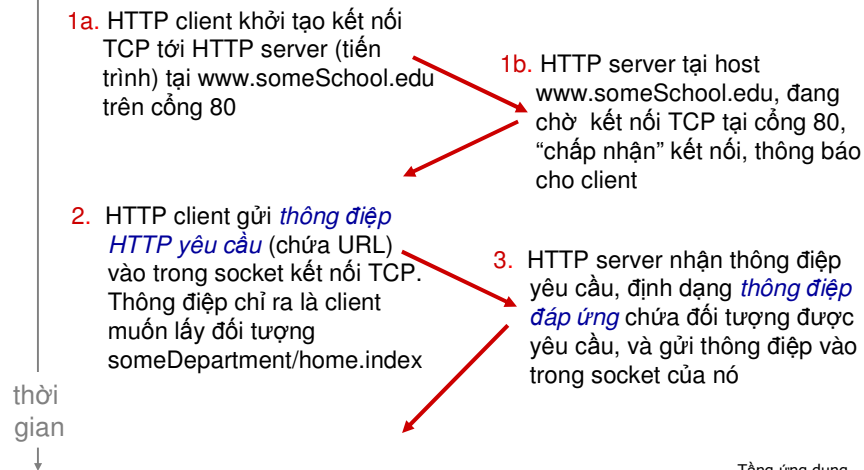 1a. HTTP client khởi tạo kết nối
TCP tới HTTP server (tiến
trình) tại www.someSchool.edu
trên cổng 80
1b. HTTP server tại host
www.someSchool.edu, đang
chờ kết nối TCP tại cổng 80,
“chấp nhận” kết nối, thông báo
cho client
2. HTTP client gửi thông điệp
HTTP yêu cầu (chứa URL)
vào trong socket kết nối TCP.
Thông điệp chỉ ra là client
muốn lấy đối tượng
someDepartment/home.index
3. HTTP server nhận thông điệp
yêu cầu, định dạng thông điệp
đáp ứng chứa đối tượng được
yêu cầu, và gửi thông điệp vào
trong socket của nó
thời
gian
Tầng ứng dụng